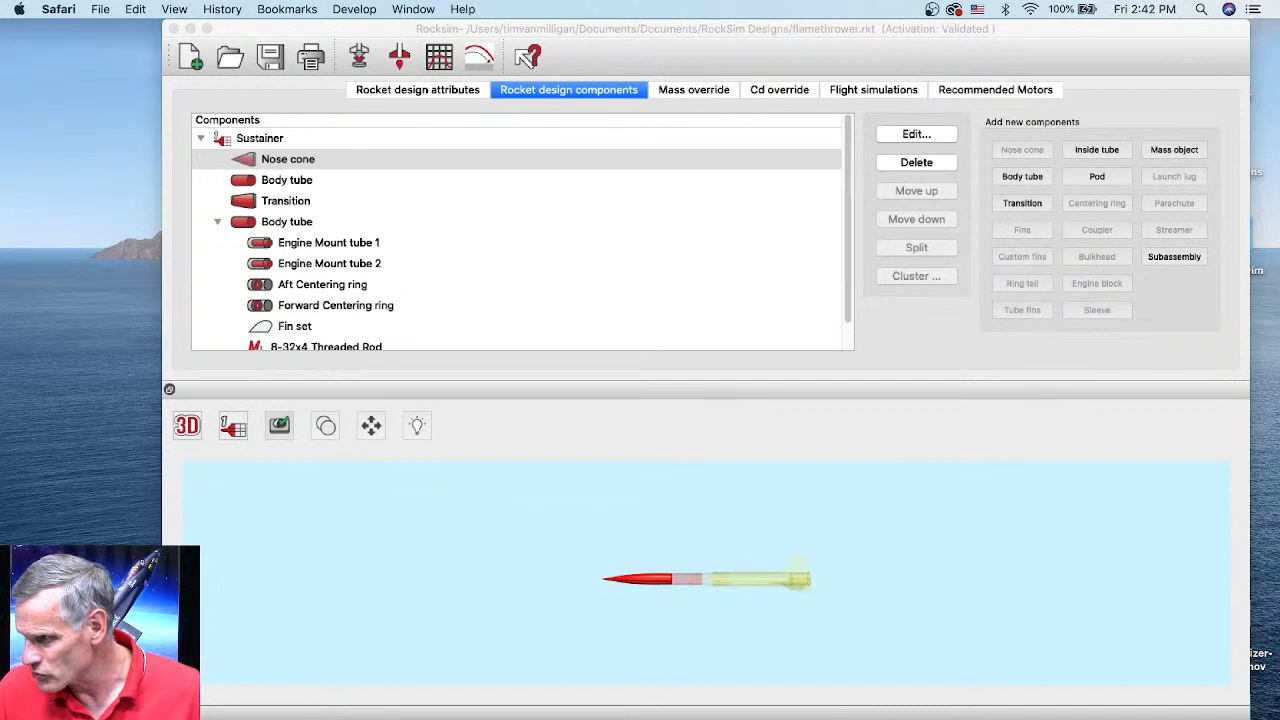 Safari File Edit View History Bookmarks Develop Window Help 100% Fri 2:42 PM
Rocksim- /Users/timvanmilligan/Documents/Documents/RockSim Designs/flamethrower.rkt (Activation: Validated.)
Rocket design attributes Rocket design components Mass override Cd override Flight simulations Recommended Motors
Components
Sustainer
Nose cone
Body tube
Transition
Body tube
Engine Mount tube 1
Engine Mount tube 2
Aft Centering ring
Forward Centering ring
Fin set
8-32x4 Threaded Rod
Edit...
Delete
Move up
Move down
Split
Cluster ...
Add new components
Nose cone Inside tube Mass object
Body tube Pod Launch lug
Transition Centering ring Parachute
Fins Coupler Streamer
Custom fins Bulkhead Subassembly
Ring tail Engine block
Tube fins Sleeve
3D